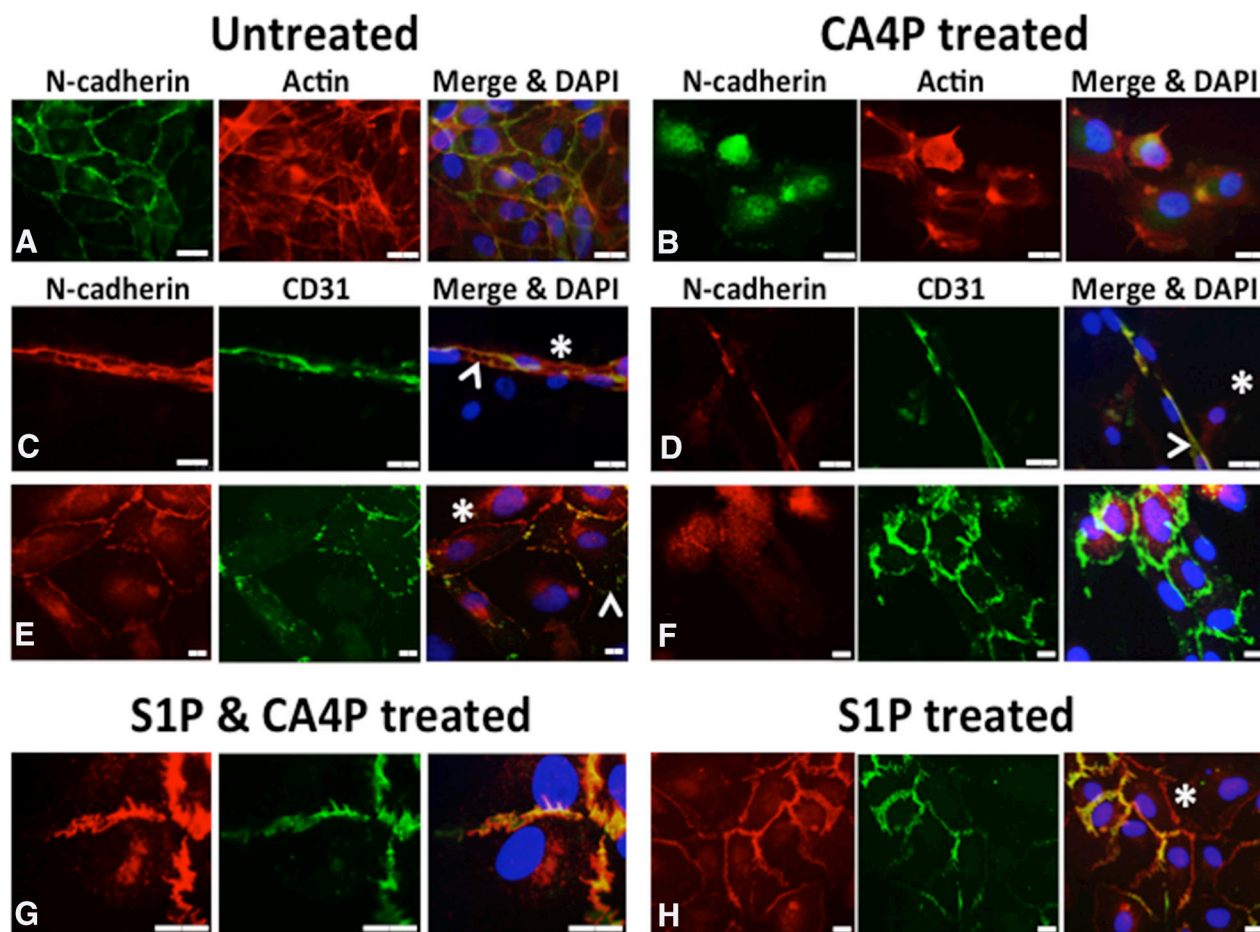 Untreated
CA4P treated
N-cadherin Actin Merge & DAPI
N-cadherin Actin Merge & DAPI
A
B
N-cadherin CD31 Merge & DAPI
N-cadherin CD31 Merge & DAPI
*
*
C
D
*
E
F
S1P & CA4P treated
S1P treated
*
G
H